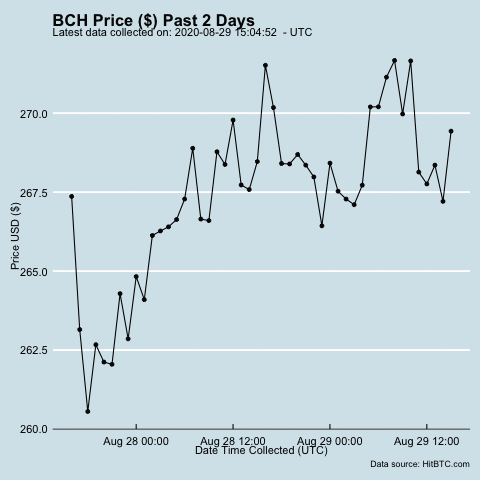 BCH Price ($) Past 2 Days
Latest data collected on: 2020-08-29 15:04:52  - UTC
270.0
267.5
265.0
262.5
260.0
Price USD ($)
Aug 28 00:00 Aug 28 12:00 Aug 29 00:00 Aug 29 12:00
Date Time Collected (UTC)
Data source: HitBTC.com